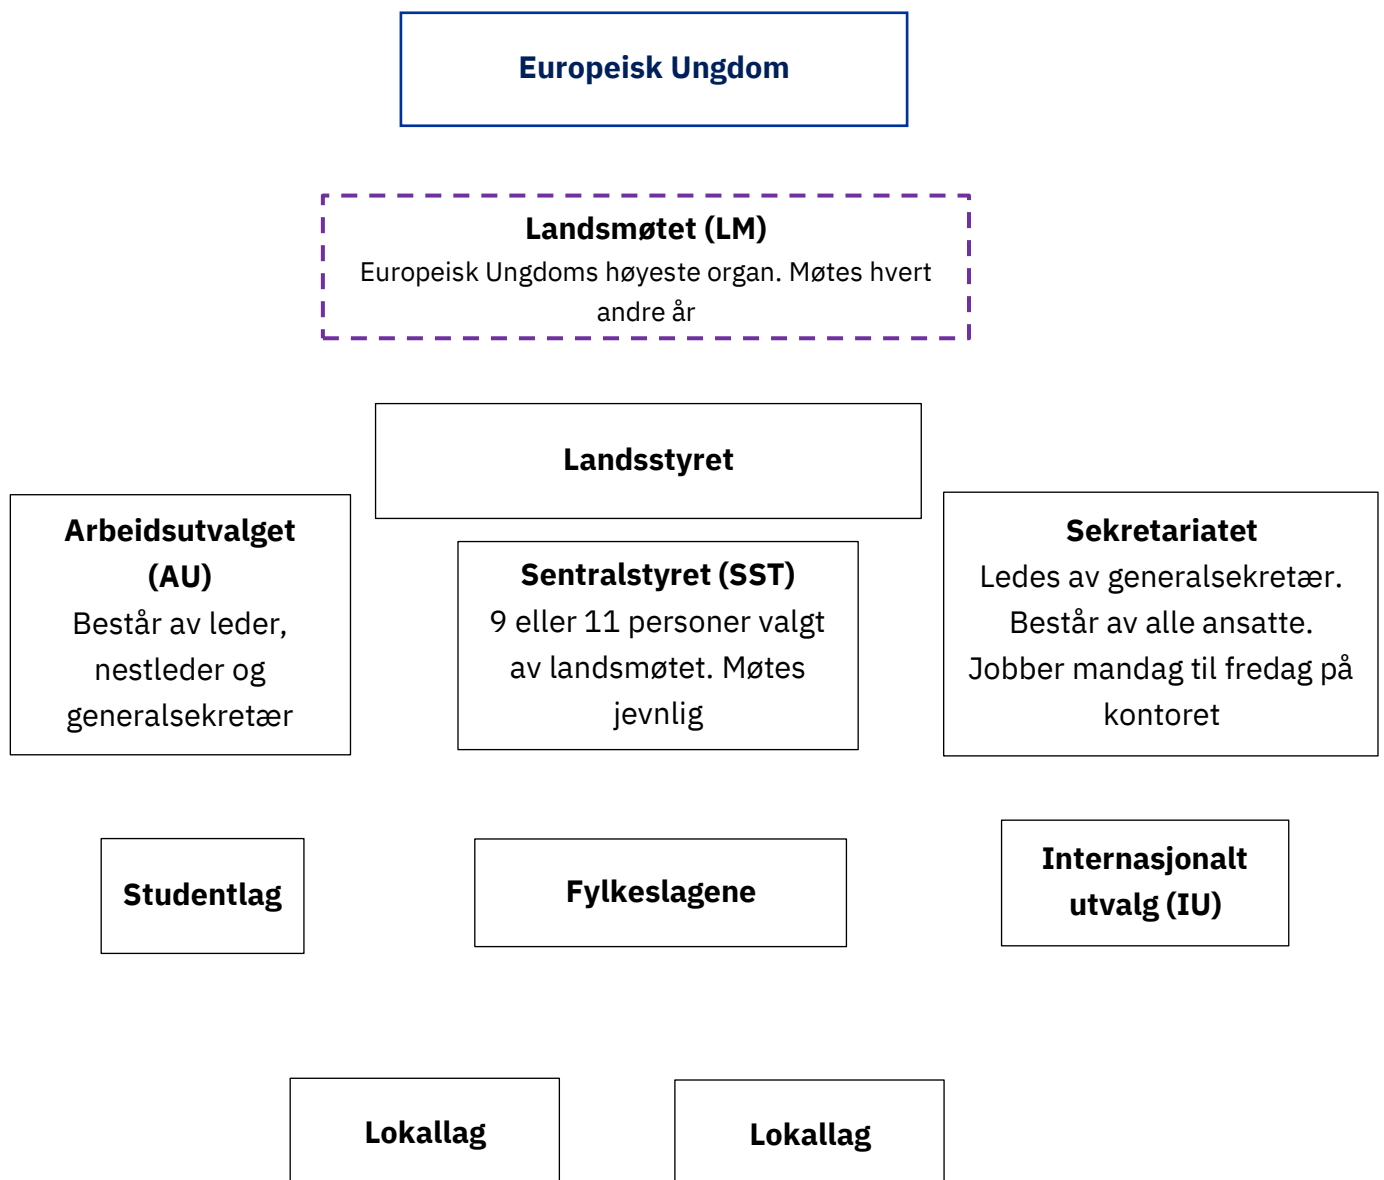 Europeisk Ungdom
Landsmøtet (LM)
Europeisk Ungdoms høyeste organ. Møtes hvert
andre år
Landsstyret
Arbeidsutvalget
(AU)
Består av leder,
nestleder og
generalsekretær
Sentralstyret (SST)
9 eller 11 personer valgt
av landsmøtet. Møtes
jevnlig
Sekretariatet
Ledes av generalsekretær.
Består av alle ansatte.
Jobber mandag til fredag på
kontoret
Studentlag
Fylkeslagene
Internasjonalt
utvalg (IU)
Lokallag
Lokallag